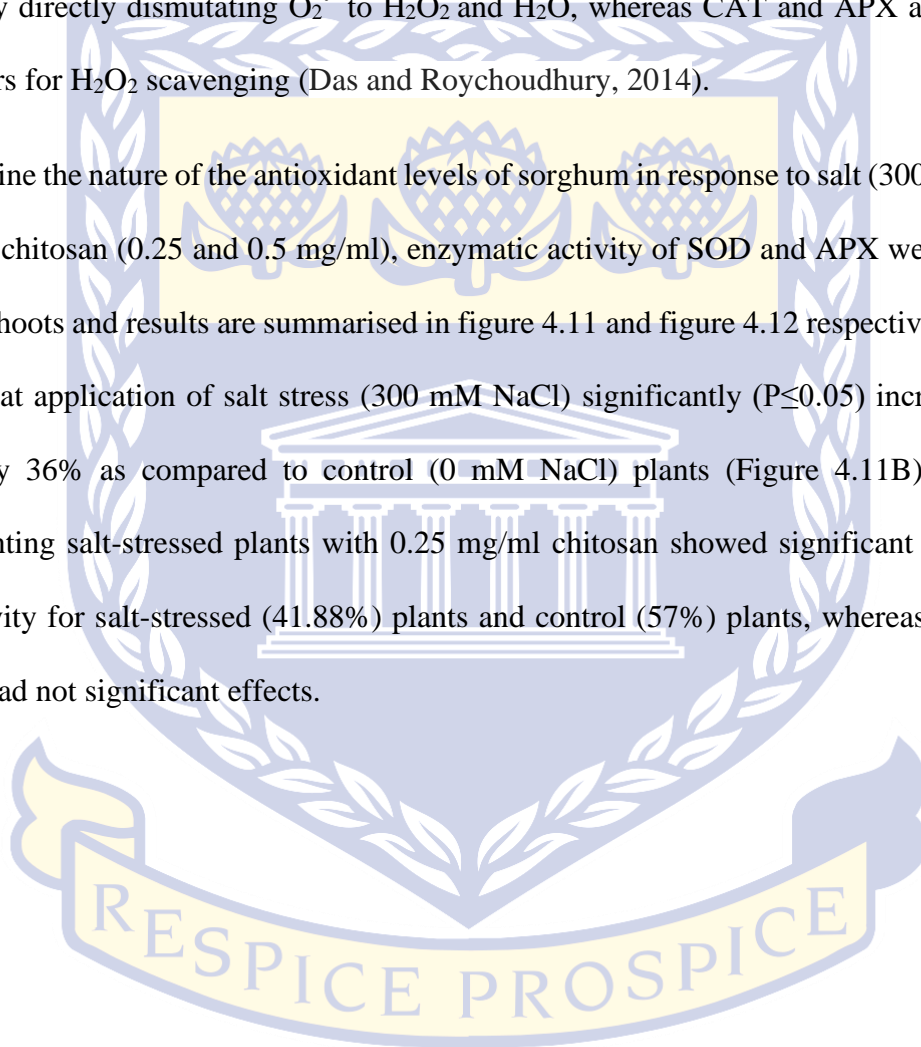 y directly dismutating O₂•⁻ to H₂O₂ and H₂O, whereas CAT and APX a
rs for H₂O₂ scavenging (Das and Roychoudhury, 2014).
ine the nature of the antioxidant levels of sorghum in response to salt (300
chitosan (0.25 and 0.5 mg/ml), enzymatic activity of SOD and APX we
hoots and results are summarised in figure 4.11 and figure 4.12 respectiv
at application of salt stress (300 mM NaCl) significantly (P≤0.05) incr
y 36% as compared to control (0 mM NaCl) plants (Figure 4.11B)
nting salt-stressed plants with 0.25 mg/ml chitosan showed significant
vity for salt-stressed (41.88%) plants and control (57%) plants, whereas
ad not significant effects.
RESPICE PROSPICE